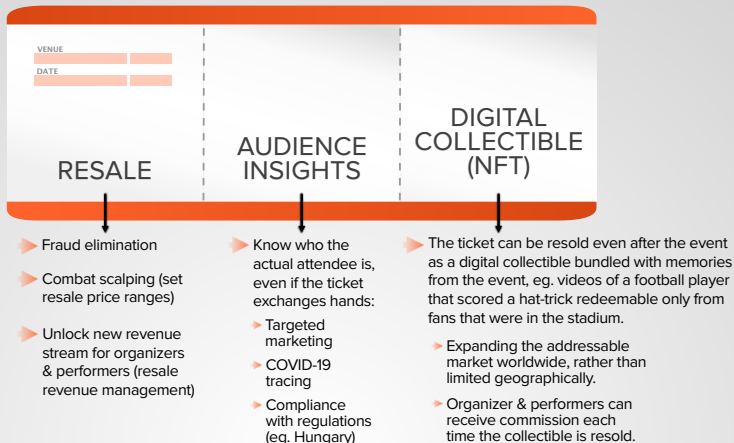 VENUE
DATE
RESALE
AUDIENCE
INSIGHTS
DIGITAL
COLLECTIBLE
(NFT)
Fraud elimination
Combat scalping (set
resale price ranges)
Unlock new revenue
stream for organizers
& performers (resale
revenue management)
Know who the
actual attendee is,
even if the ticket
exchanges hands:
Targeted
marketing
COVID-19
tracing
Compliance
with regulations
(eg. Hungary)
The ticket can be resold even after the event
as a digital collectible bundled with memories
from the event, eg. videos of a football player
that scored a hat-trick redeemable only from
fans that were in the stadium.
Expanding the addressable
market worldwide, rather than
limited geographically.
Organizer & performers can
receive commission each
time the collectible is resold.